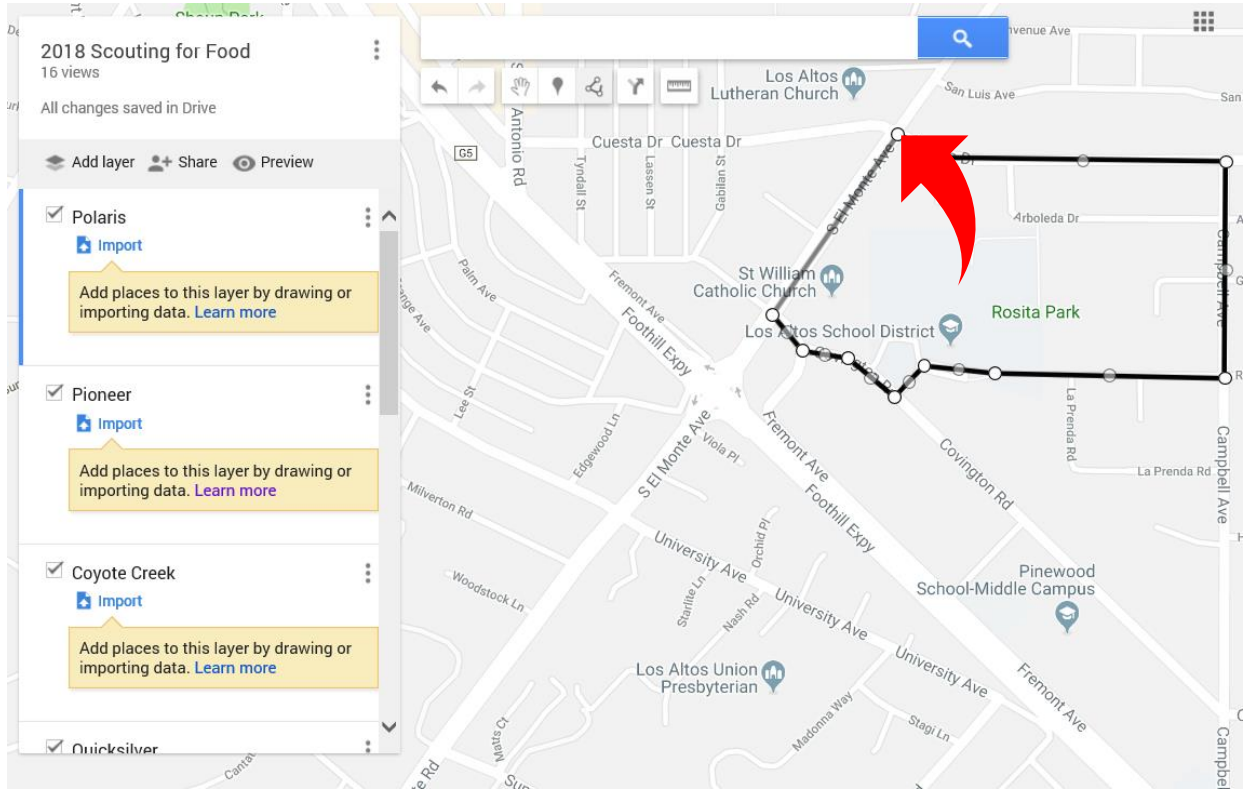 2018 Scouting for Food
16 views
All changes saved in Drive
Add layer
Share
Preview
Polaris
Import
Add places to this layer by drawing or
importing data. Learn more
Pioneer
Import
Add places to this layer by drawing or
importing data. Learn more
Coyote Creek
Import
Add places to this layer by drawing or
importing data. Learn more
Quicksilver
Shoup Park
Los Altos
Lutheran Church
San Luis Ave
San
G5
Cuesta Dr Cuesta Dr
Tyndall St
Lassen St
Gabilan St
S El Monte Ave
Arboleda Dr
Campbell Ave
St William
Catholic Church
Rosita Park
Los Altos School District
Palm Ave
Fremont Ave
Foothill Expy
Lee St
Edgewood Ln
S El Monte Ave
Viola Pl
Fremont Ave
Foothill Expy
Covington Rd
La Prenda Rd
La Prenda Rd
Campbell Ave
Milverton Rd
Woodstock Ln
University Ave
Orchid Pl
Starlite Ln
Nash Rd
University Ave
Pinewood
School-Middle Campus
Los Altos Union
Presbyterian
University Ave
Fremont Ave
Madonna Way
Stagi Ln
Matts Ct